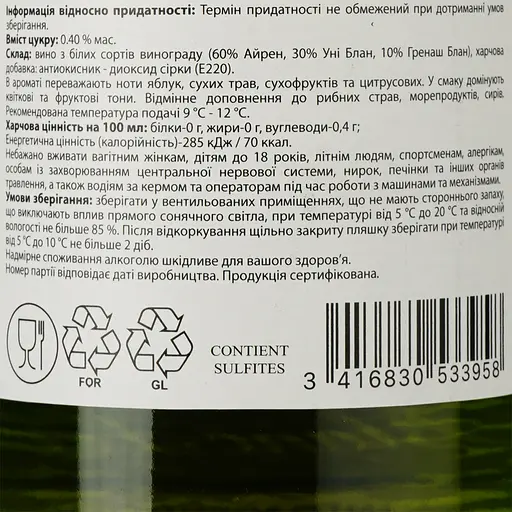 Інформація відносно придатності: Термін придатності не обмежений при дотриманні умов
зберігання.
Вміст цукру: 0.40 % мас.
Склад: вино з білих сортів винограду (60% Айрен, 30% Уні Блан, 10% Гренаш Блан), харчова
добавка: антиокисник - диоксид сірки (Е220).
В ароматі переважають ноти яблук, сухих трав, сухофруктів та цитрусових. У смаку домінують
квіткові та фруктові тони. Відмінне доповнення до рибних страв, морепродуктів, сирів.
Рекомендована температура подачі 9 °C - 12 °C.
Харчова цінність на 100 мл: білки-0 г, жири-0 г, вуглеводи-0,4 г;
Енергетична цінність (калорійність)-285 кДж / 70 ккал.
Небажано вживати вагітним жінкам, дітям до 18 років, літнім людям, спортсменам, алергікам,
особам із захворюванням центральної нервової системи, нирок, печінки та інших органів
травлення, а також водіям за кермом та операторам під час роботи з машинами та механізмами.
Умови зберігання: зберігати у вентильованих приміщеннях, що не мають стороннього запаху,
що виключають вплив прямого сонячного світла, при температурі від 5 °C до 20 °C та відносній
вологості не більше 85 %. Після відкоркування щільно закриту пляшку зберігати при температурі
від 5 °C до 10 °C не більше 2 діб.
Надмірне споживання алкоголю шкідливе для вашого здоров'я.
Номер партії відповідає даті виробництва. Продукція сертифікована.
FOR
GL
CONTIENT
SULFITES
3 416830 533958